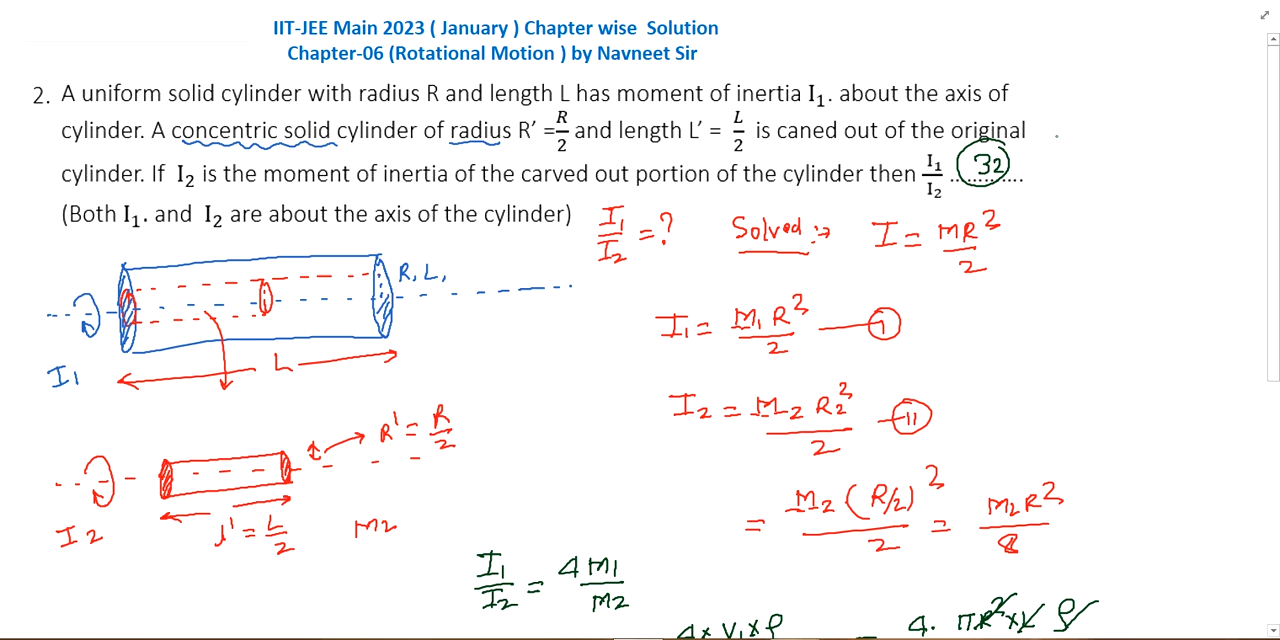 IIT-JEE Main 2023 ( January ) Chapter wise Solution
Chapter-06 (Rotational Motion ) by Navneet Sir
2. A uniform solid cylinder with radius R and length L has moment of inertia I₁. about the axis of
cylinder. A concentric solid cylinder of radius R′ = R/2 and length L′ = L/2 is caned out of the original
cylinder. If I₂ is the moment of inertia of the carved out portion of the cylinder then I₁/I₂ ............ 32
(Both I₁. and I₂ are about the axis of the cylinder)
I₁/I₂ = ? Solved :→ I = MR²/2
R, L,
I₁ = M₁R²/2 — (I)
L
I₁
I₂ = M₂R₂²/2 — (II)
R' = R/2
= M₂(R/2)²/2 = M₂R²/8
l' = L/2
M₂
I₂
I₁/I₂ = 4M₁/M₂
4×V₁×ρ = 4. πR²×L ρ